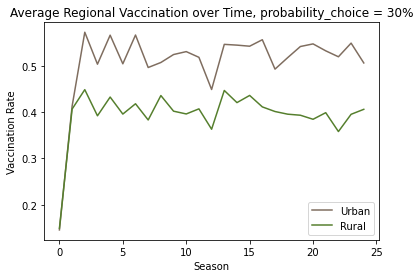 Average Regional Vaccination over Time, probability_choice = 30%
Vaccination Rate
0.5
0.4
0.3
0.2
0
5
10
15
20
25
Season
Urban
Rural